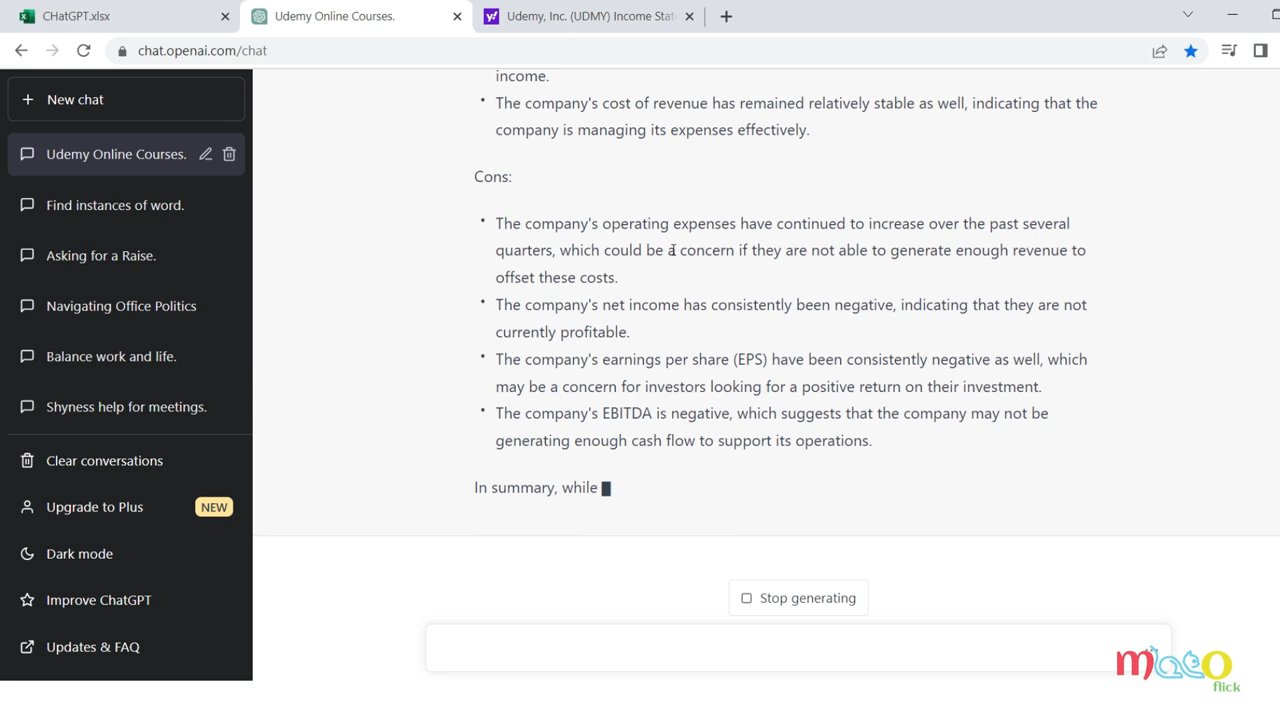 CHatGPT.xlsx
Udemy Online Courses.
Udemy, Inc. (UDMY) Income Stat
chat.openai.com/chat
New chat
Udemy Online Courses.
Find instances of word.
Asking for a Raise.
Navigating Office Politics
Balance work and life.
Shyness help for meetings.
Clear conversations
Upgrade to Plus NEW
Dark mode
Improve ChatGPT
Updates & FAQ
income.
• The company's cost of revenue has remained relatively stable as well, indicating that the
company is managing its expenses effectively.
Cons:
• The company's operating expenses have continued to increase over the past several
quarters, which could be a concern if they are not able to generate enough revenue to
offset these costs.
• The company's net income has consistently been negative, indicating that they are not
currently profitable.
• The company's earnings per share (EPS) have been consistently negative as well, which
may be a concern for investors looking for a positive return on their investment.
• The company's EBITDA is negative, which suggests that the company may not be
generating enough cash flow to support its operations.
In summary, while
Stop generating
flick